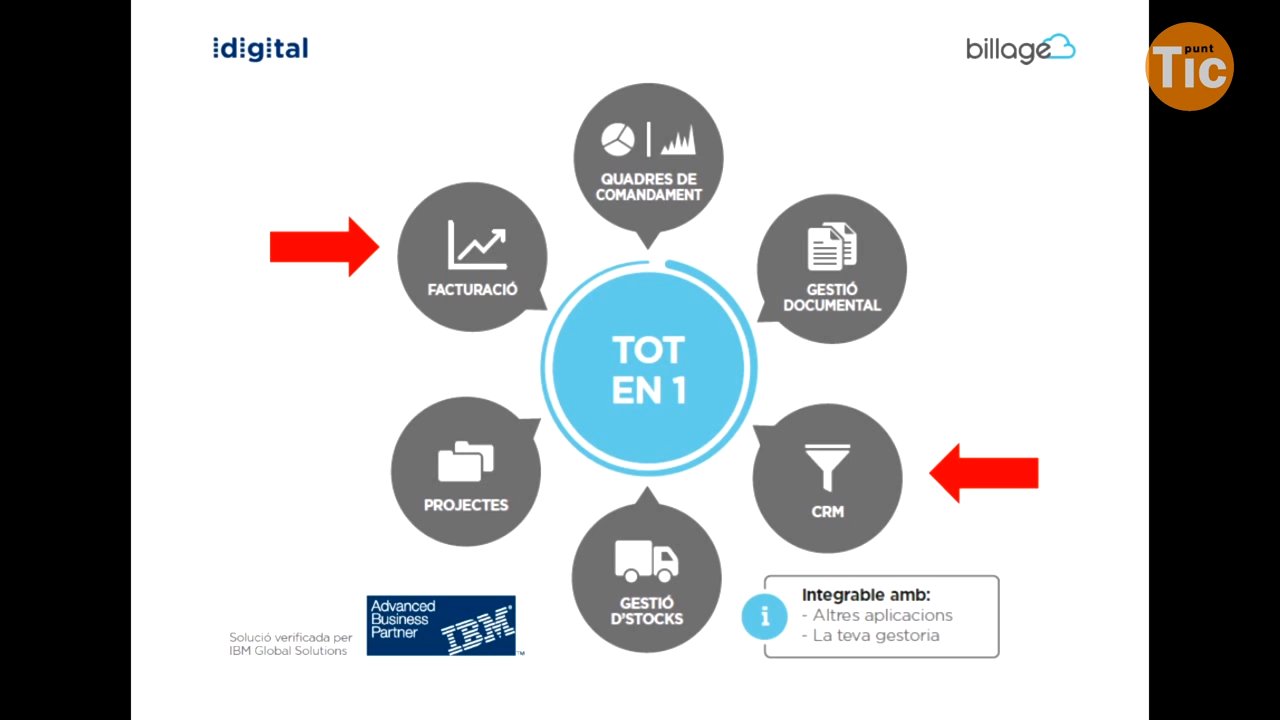 idigital
billage
punt
Tic
QUADRES DE
COMANDAMENT
FACTURACIÓ
GESTIÓ
DOCUMENTAL
TOT
EN 1
PROJECTES
CRM
GESTIÓ
D'STOCKS
Integrable amb:
- Altres aplicacions
- La teva gestoria
i
Advanced
Business
Partner
IBM
TM
Solució verificada per
IBM Global Solutions